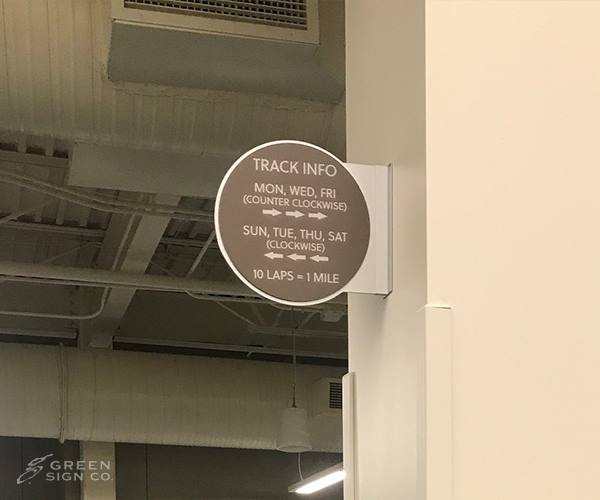 TRACK INFO
MON, WED, FRI
(COUNTER CLOCKWISE)
SUN, TUE, THU, SAT
(CLOCKWISE)
10 LAPS = 1 MILE
GREEN
SIGN CO.